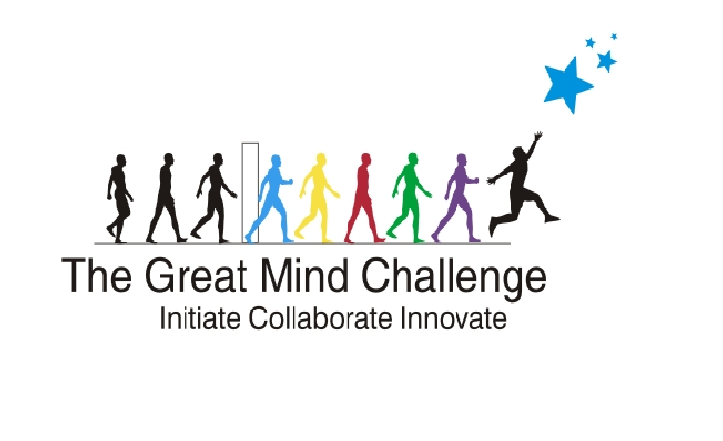 The Great Mind Challenge
Initiate Collaborate Innovate